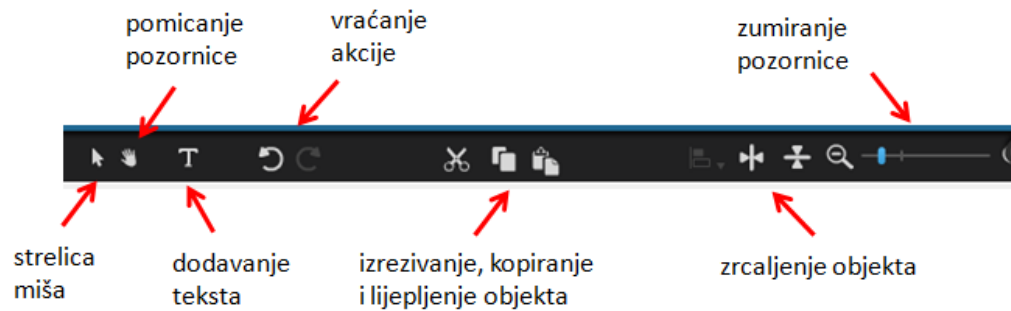 pomicanje
pozornice
vraćanje
akcije
zumiranje
pozornice
T
strelica
miša
dodavanje
teksta
izrezivanje, kopiranje
i lijepljenje objekta
zrcaljenje objekta